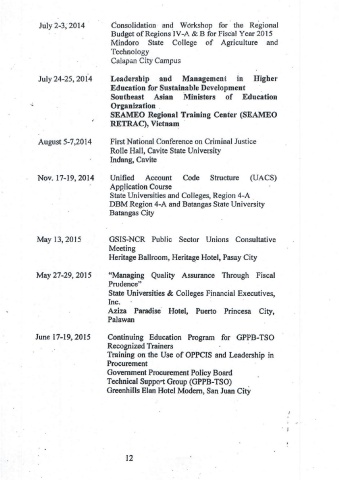 July 2-3, 2014 Consolidation and Workshop for the Regional
Budget of Regions IV-A & B for Fiscal Year 2015
Mindoro State College of Agriculture and
Technology
Calapan City Campus
July 24-25, 2014 Leadership and Management in Higher
Education for Sustainable Development
Southeast Asian Ministers of Education
Organization
SEAMEO Regional Training Center (SEAMEO
RETRAC), Vietnam
August 5-7,2014 First National Conference on Criminal Justice
Rolle Hall, Cavite State University
Indang, Cavite
Nov. 17-19, 2014 Unified Account Code Structure (UACS)
Application Course
State Universities and Colleges, Region 4-A
DBM Region 4-A and Batangas State University
Batangas City
May 13, 2015 GSIS-NCR Public Sector Unions Consultative
Meeting
Heritage Ballroom, Heritage Hotel, Pasay City
May 27-29, 2015 "Managing Quality Assurance Through Fiscal
Prudence"
State Universities & Colleges Financial Executives,
Inc.
Aziza Paradise Hotel, Puerto Princesa City,
Palawan
June 17-19, 2015 Continuing Education Program for GPPB-TSO
Recognized Trainers
Training on the Use of OPPCIS and Leadership in
Procurement
Government Procurement Policy Board
Technical Support Group (GPPB-TSO)
Greenhills Elan Hotel Modern, San Juan City
12